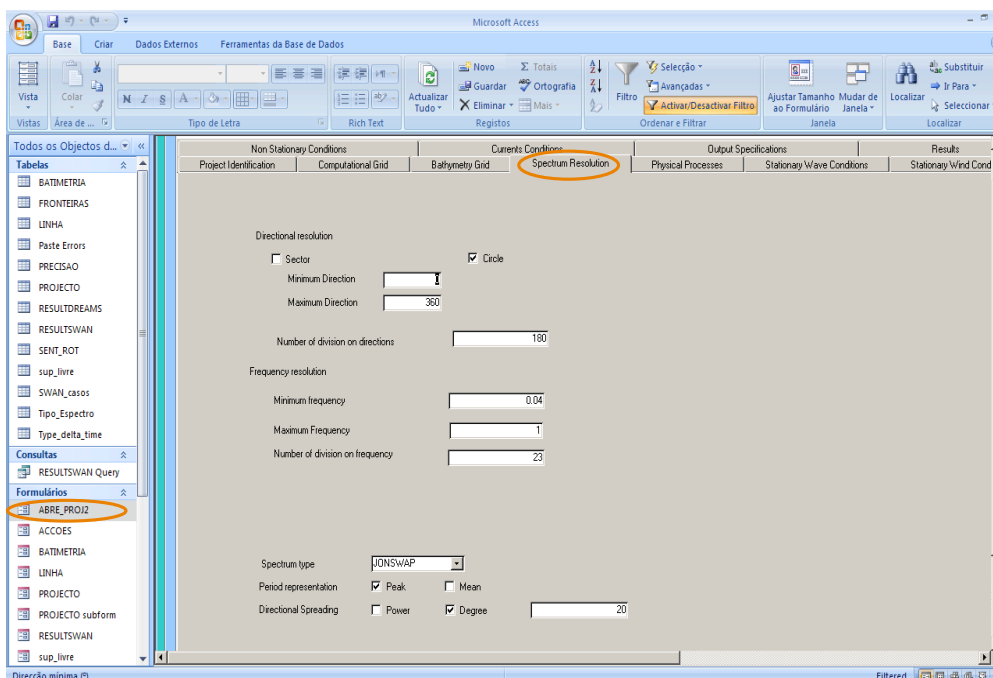 Microsoft Access
Base Criar Dados Externos Ferramentas da Base de Dados
Vista
Vistas
Colar
Área de ...
N I S A
Tipo de Letra
Rich Text
Actualizar Tudo
Novo
Guardar
Eliminar
Σ Totais
Ortografia
Mais
Registos
Filtro
Selecção
Avançadas
Activar/Desactivar Filtro
Ordenar e Filtrar
Ajustar Tamanho ao Formulário
Mudar de Janela
Janela
Localizar
Substituir
Ir Para
Seleccionar
Localizar
Todos os Objectos d... «
Tabelas
BATIMETRIA
FRONTEIRAS
LINHA
Paste Errors
PRECISAO
PROJECTO
RESULTDREAMS
RESULTSWAN
SENT_ROT
sup_livre
SWAN_casos
Tipo_Espectro
Type_delta_time
Consultas
RESULTSWAN Query
Formulários
ABRE_PROJ2
ACCOES
BATIMETRIA
LINHA
PROJECTO
PROJECTO subform
RESULTSWAN
sup_livre
Non Stationary Conditions Currents Conditions Output Specifications Results
Project Identification Computational Grid Bathymetry Grid Spectrum Resolution Physical Processes Stationary Wave Conditions Stationary Wind Cond
Directional resolution
Sector Circle
Minimum Direction
Maximum Direction 360
Number of division on directions 180
Frequency resolution
Minimum frequency 0.04
Maximum Frequency 1
Number of division on frequency 23
Spectrum type JONSWAP
Period representation Peak Mean
Directional Spreading Power Degree 20
Direcção mínima (º) Filtered